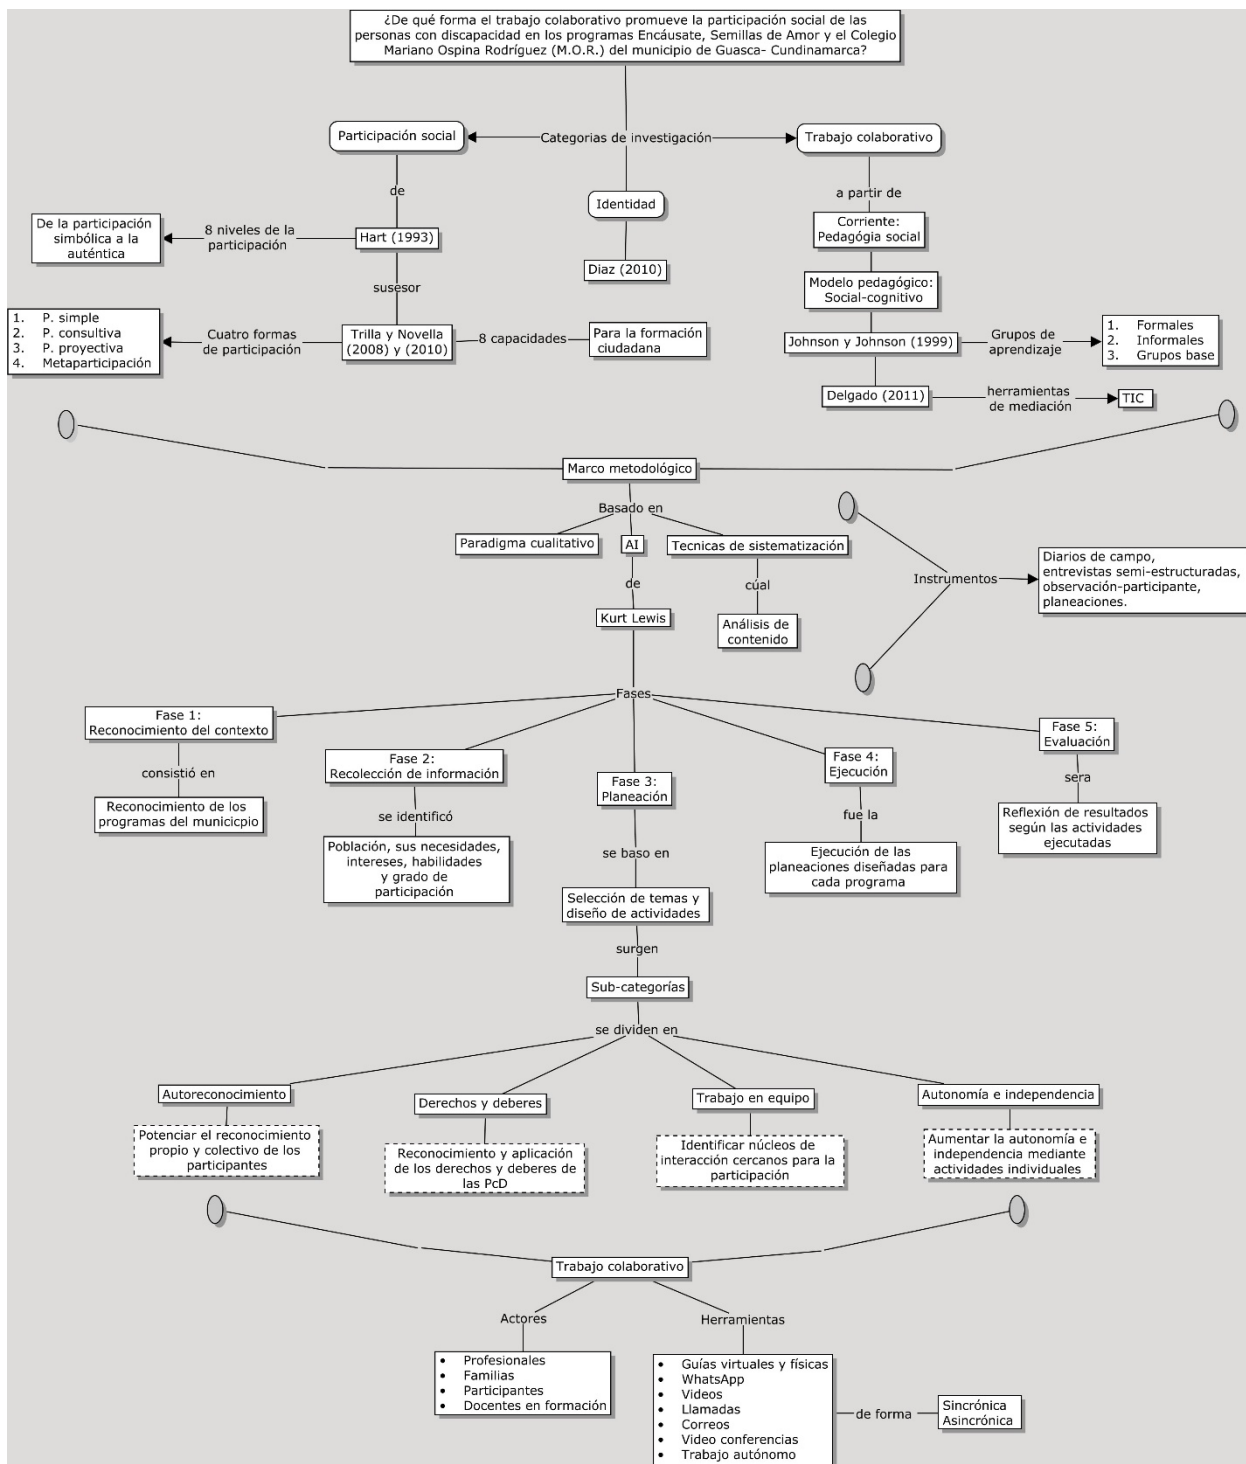 ¿De qué forma el trabajo colaborativo promueve la participación social de las
personas con discapacidad en los programas Encáusate, Semillas de Amor y el Colegio
Mariano Ospina Rodríguez (M.O.R.) del municipio de Guasca- Cundinamarca?
Participación social
Categorias de investigación
Trabajo colaborativo
de
Identidad
a partir de
De la participación
simbólica a la
auténtica
8 niveles de la
participación
Hart (1993)
Diaz (2010)
Corriente:
Pedagógia social
Modelo pedagógico:
Social-cognitivo
susesor
1. P. simple
2. P. consultiva
3. P. proyectiva
4. Metaparticipación
Cuatro formas
de participación
Trilla y Novella
(2008) y (2010)
8 capacidades
Para la formación
ciudadana
Johnson y Johnson (1999)
Grupos de
aprendizaje
1. Formales
2. Informales
3. Grupos base
Delgado (2011)
herramientas
de mediación
TIC
Marco metodológico
Basado en
Paradigma cualitativo
AI
Tecnicas de sistematización
de
cúal
Kurt Lewis
Análisis de
contenido
Instrumentos
Diarios de campo,
entrevistas semi-estructuradas,
observación-participante,
planeaciones.
Fases
Fase 1:
Reconocimiento del contexto
consistió en
Reconocimiento de los
programas del municicpio
Fase 2:
Recolección de información
se identificó
Población, sus necesidades,
intereses, habilidades
y grado de
participación
Fase 3:
Planeación
se baso en
Selección de temas y
diseño de actividades
Fase 4:
Ejecución
fue la
Ejecución de las
planeaciones diseñadas para
cada programa
Fase 5:
Evaluación
sera
Reflexión de resultados
según las actividades
ejecutadas
surgen
Sub-categorías
se dividen en
Autoreconocimiento
Potenciar el reconocimiento
propio y colectivo de los
participantes
Derechos y deberes
Reconocimiento y aplicación
de los derechos y deberes de
las PcD
Trabajo en equipo
Identificar núcleos de
interacción cercanos para la
participación
Autonomía e independencia
Aumentar la autonomía e
independencia mediante
actividades individuales
Trabajo colaborativo
Actores
• Profesionales
• Familias
• Participantes
• Docentes en formación
Herramientas
• Guías virtuales y físicas
• WhatsApp
• Videos
• Llamadas
• Correos
• Video conferencias
• Trabajo autónomo
de forma
Sincrónica
Asincrónica